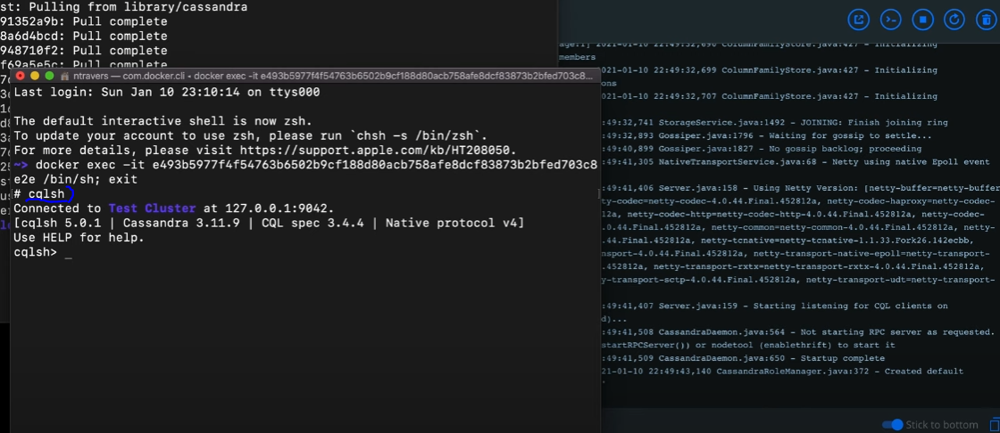 st: Pulling from library/cassandra
91352a9b: Pull complete
8a6d4bcd: Pull complete
948710f2: Pull complete
f69a5e5c: Pull complete
ntravers — com.docker.cli • docker exec -it e493b5977f4f54763b6502b9cf188d80acb758afe8dcf83873b2bfed703c8...
Last login: Sun Jan 10 23:10:14 on ttys000
The default interactive shell is now zsh.
To update your account to use zsh, please run `chsh -s /bin/zsh`.
For more details, please visit https://support.apple.com/kb/HT208050.
~> docker exec -it e493b5977f4f54763b6502b9cf188d80acb758afe8dcf83873b2bfed703c8
e2e /bin/sh; exit
# cqlsh
Connected to Test Cluster at 127.0.0.1:9042.
[cqlsh 5.0.1 | Cassandra 3.11.9 | CQL spec 3.4.4 | Native protocol v4]
Use HELP for help.
cqlsh> _
2021-01-10 22:49:32,690 ColumnFamilyStore.java:427 - Initializing
members
021-01-10 22:49:32,699 ColumnFamilyStore.java:427 - Initializing
ons
021-01-10 22:49:32,707 ColumnFamilyStore.java:427 - Initializing
:49:32,741 StorageService.java:1492 - JOINING: Finish joining ring
:49:32,893 Gossiper.java:1796 - Waiting for gossip to settle...
:49:40,899 Gossiper.java:1827 - No gossip backlog; proceeding
:49:41,305 NativeTransportService.java:68 - Netty using native Epoll event
:49:41,406 Server.java:158 - Using Netty Version: [netty-buffer=netty-buffer-
ty-codec=netty-codec-4.0.44.Final.452812a, netty-codec-haproxy=netty-codec-
12a, netty-codec-http=netty-codec-http-4.0.44.Final.452812a, netty-codec-
.0.44.Final.452812a, netty-common=netty-common-4.0.44.Final.452812a,
-44.Final.452812a, netty-tcnative=netty-tcnative-1.1.33.Fork26.142ecbb,
nsport-4.0.44.Final.452812a, netty-transport-native-epoll=netty-transport-
.452812a, netty-transport-rxtx=netty-transport-rxtx-4.0.44.Final.452812a,
y-transport-sctp-4.0.44.Final.452812a, netty-transport-udt=netty-transport-
:49:41,407 Server.java:159 - Starting listening for CQL clients on
d)...
:49:41,508 CassandraDaemon.java:564 - Not starting RPC server as requested.
startRPCServer()) or nodetool (enablethrift) to start it
:49:41,509 CassandraDaemon.java:650 - Startup complete
21-01-10 22:49:43,140 CassandraRoleManager.java:372 - Created default
Stick to bottom